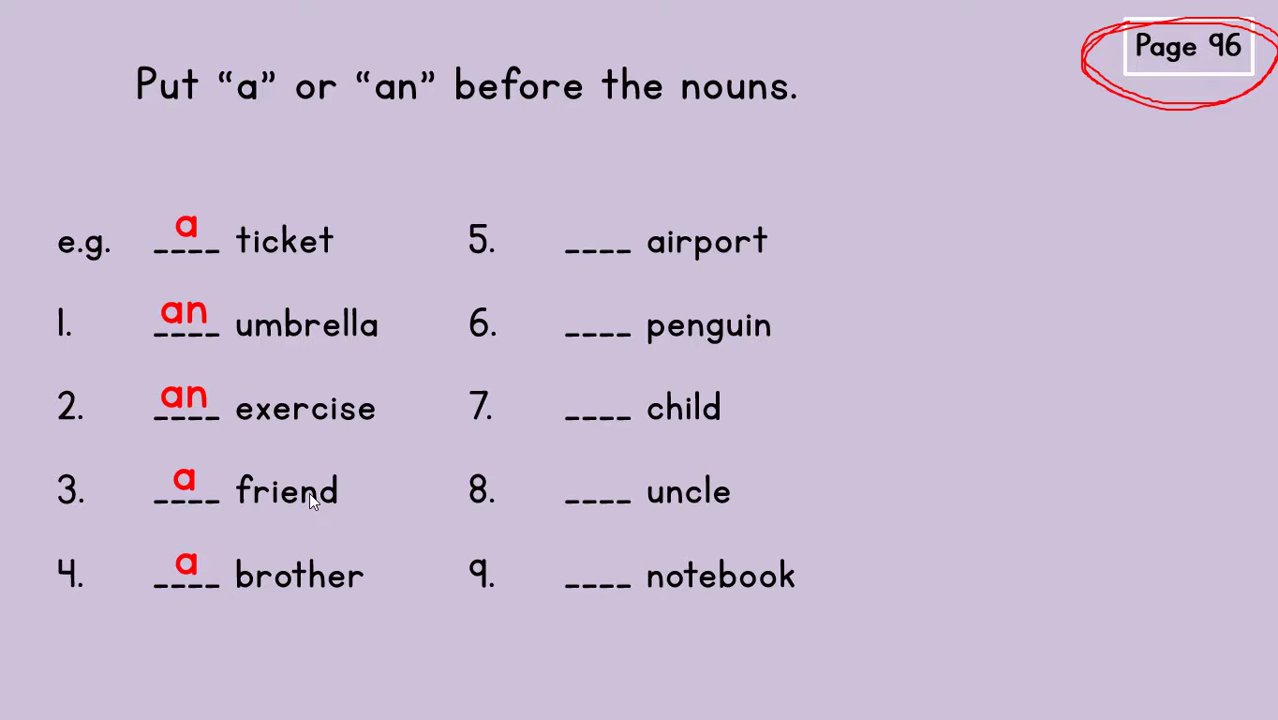 Page 96
Put “a” or “an” before the nouns.
e.g. a ticket
1. an umbrella
2. an exercise
3. a friend
4. a brother
5. ____ airport
6. ____ penguin
7. ____ child
8. ____ uncle
9. ____ notebook